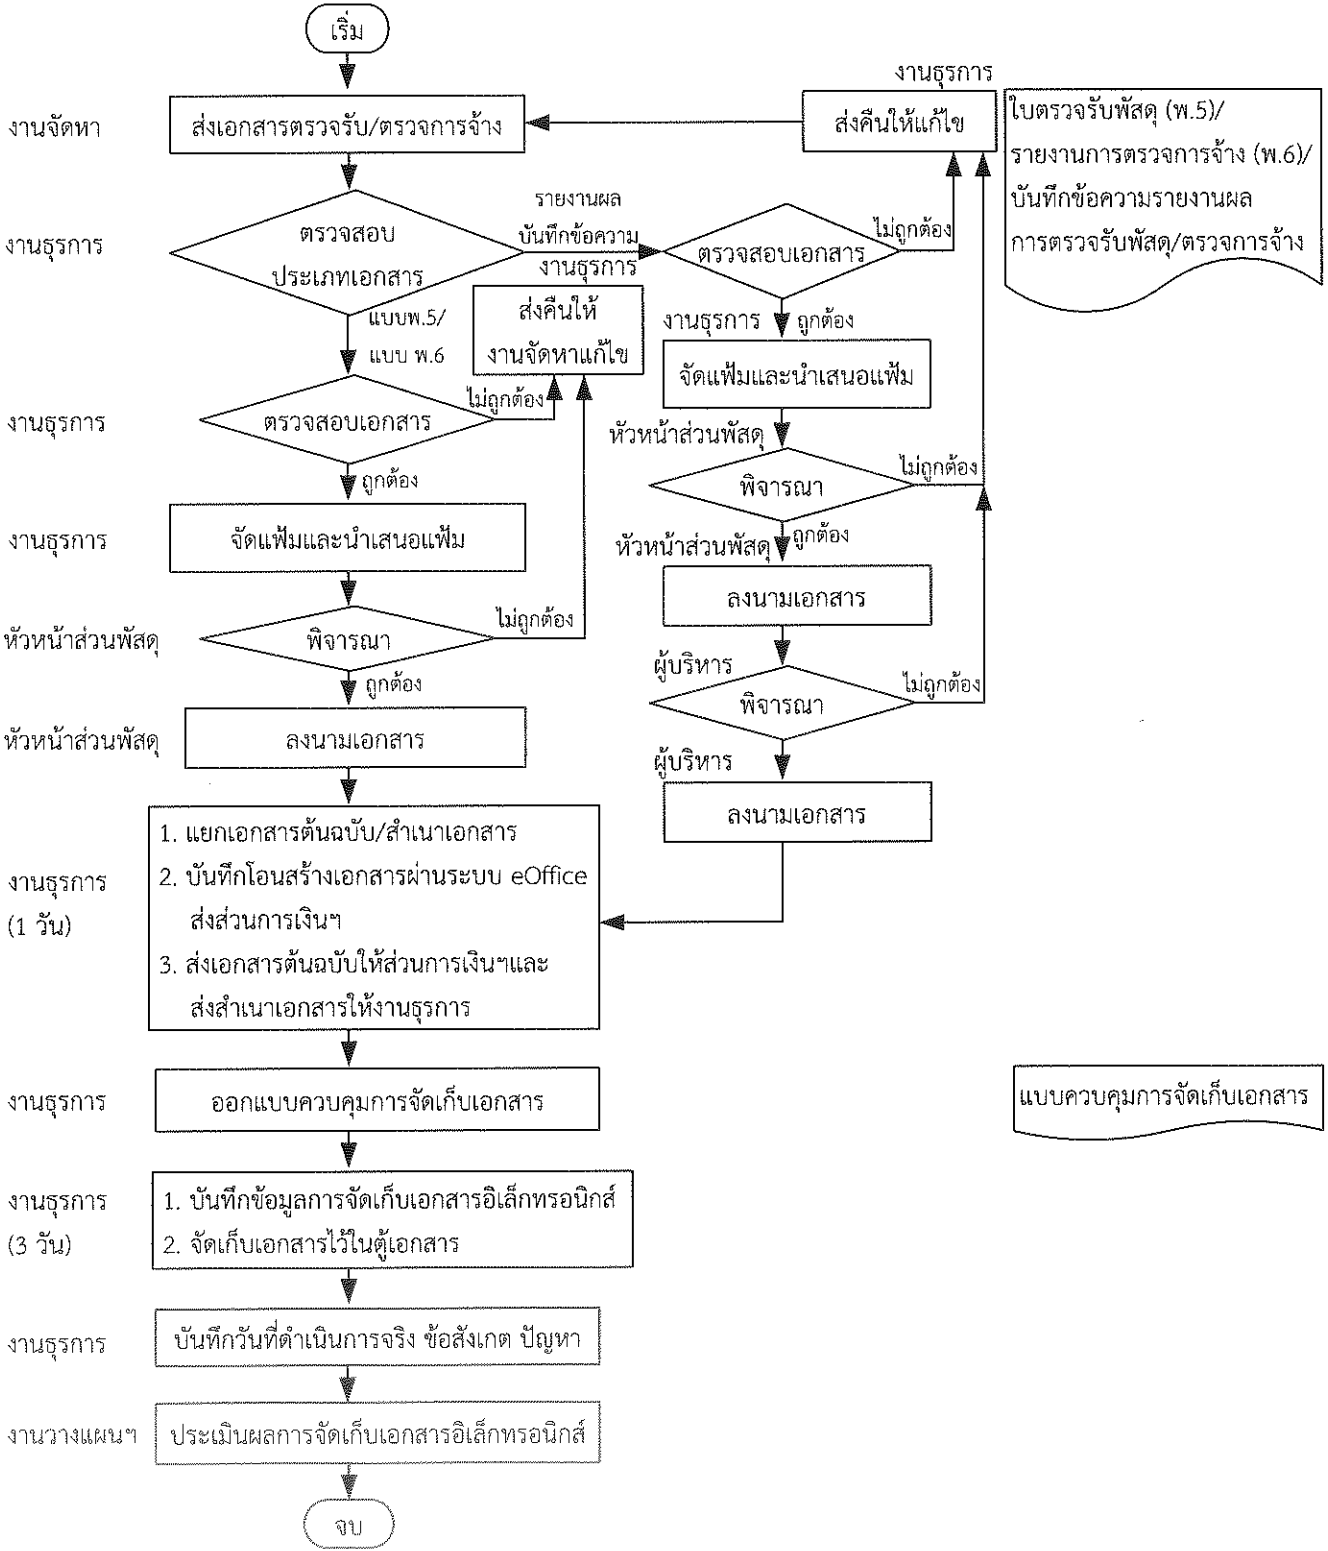 เริ่ม
งานธุรการ
งานจัดหา
ส่งเอกสารตรวจรับ/ตรวจการจ้าง
ส่งคืนให้แก้ไข
ใบตรวจรับพัสดุ (พ.5)/
รายงานการตรวจการจ้าง (พ.6)/
บันทึกข้อความรายงานผล
การตรวจรับพัสดุ/ตรวจการจ้าง
งานธุรการ
ตรวจสอบ
ประเภทเอกสาร
รายงานผล
บันทึกข้อความ
ตรวจสอบเอกสาร
ไม่ถูกต้อง
แบบพ.5/
แบบ พ.6
งานธุรการ
ส่งคืนให้
งานจัดหาแก้ไข
งานธุรการ
ถูกต้อง
จัดแฟ้มและนำเสนอแฟ้ม
งานธุรการ
ตรวจสอบเอกสาร
ไม่ถูกต้อง
ถูกต้อง
หัวหน้าส่วนพัสดุ
พิจารณา
ไม่ถูกต้อง
ถูกต้อง
งานธุรการ
จัดแฟ้มและนำเสนอแฟ้ม
หัวหน้าส่วนพัสดุ
ลงนามเอกสาร
หัวหน้าส่วนพัสดุ
พิจารณา
ไม่ถูกต้อง
ถูกต้อง
ผู้บริหาร
พิจารณา
ไม่ถูกต้อง
หัวหน้าส่วนพัสดุ
ลงนามเอกสาร
ผู้บริหาร
ลงนามเอกสาร
งานธุรการ
(1 วัน)
1. แยกเอกสารต้นฉบับ/สำเนาเอกสาร
2. บันทึกโอนสร้างเอกสารผ่านระบบ eOffice
ส่งส่วนการเงินฯ
3. ส่งเอกสารต้นฉบับให้ส่วนการเงินฯและ
ส่งสำเนาเอกสารให้งานธุรการ
งานธุรการ
ออกแบบควบคุมการจัดเก็บเอกสาร
แบบควบคุมการจัดเก็บเอกสาร
งานธุรการ
(3 วัน)
1. บันทึกข้อมูลการจัดเก็บเอกสารอิเล็กทรอนิกส์
2. จัดเก็บเอกสารไว้ในตู้เอกสาร
งานธุรการ
บันทึกวันที่ดำเนินการจริง ข้อสังเกต ปัญหา
งานวางแผนฯ
ประเมินผลการจัดเก็บเอกสารอิเล็กทรอนิกส์
จบ